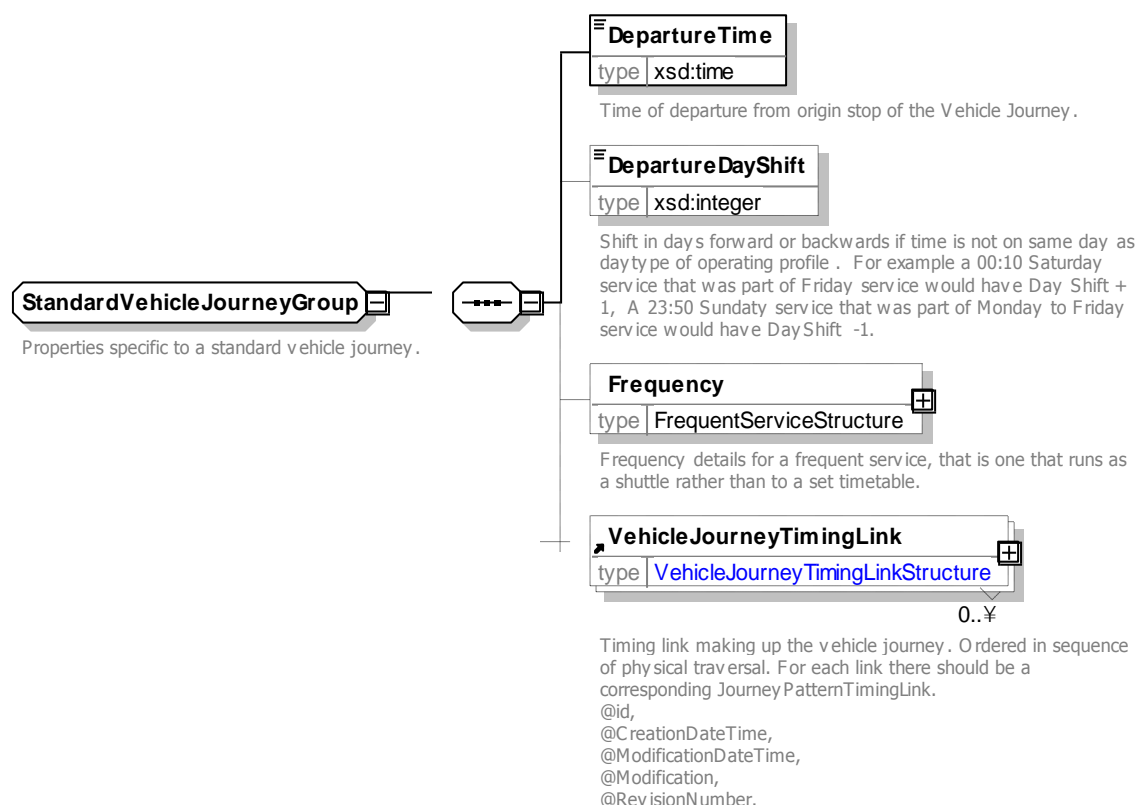 DepartureTime
type xsd:time
Time of departure from origin stop of the Vehicle Journey.
DepartureDayShift
type xsd:integer
Shift in days forward or backwards if time is not on same day as
daytype of operating profile . For example a 00:10 Saturday
service that was part of Friday service would have Day Shift +
1, A 23:50 Sundaty service that was part of Monday to Friday
service would have DayShift -1.
StandardVehicleJourneyGroup
Properties specific to a standard vehicle journey.
Frequency
type FrequentServiceStructure
Frequency details for a frequent service, that is one that runs as
a shuttle rather than to a set timetable.
VehicleJourneyTimingLink
type VehicleJourneyTimingLinkStructure
0..¥
Timing link making up the vehicle journey. Ordered in sequence
of physical traversal. For each link there should be a
corresponding JourneyPatternTimingLink.
@id,
@CreationDateTime,
@ModificationDateTime,
@Modification,
@RevisionNumber.